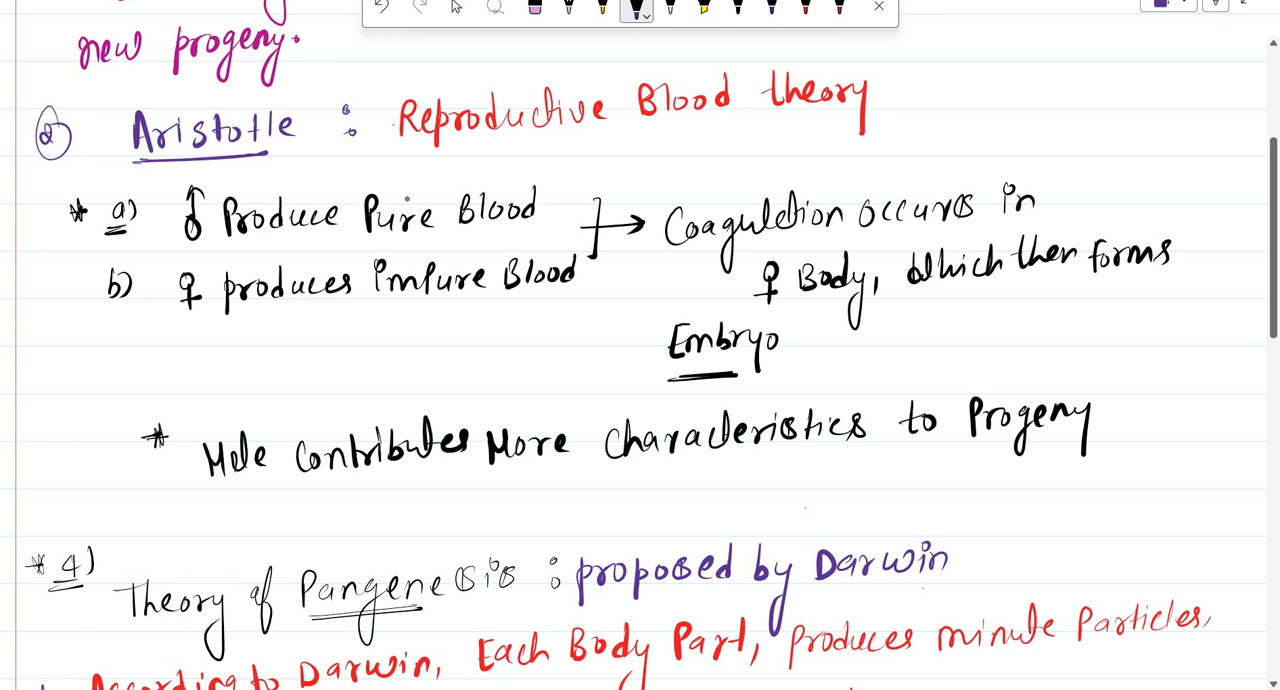 new progeny.
2) Aristotle : Reproductive Blood theory
* a) ♂ Produce Pure Blood
b) ♀ produces impure Blood
→ Coagulation occures in
♀ Body, which then forms
Embryo
* Male contributes More characteristics to Progeny
* 4) Theory of Pangenesis : proposed by Darwin
According to Darwin, Each Body Part, produces minute Particles,